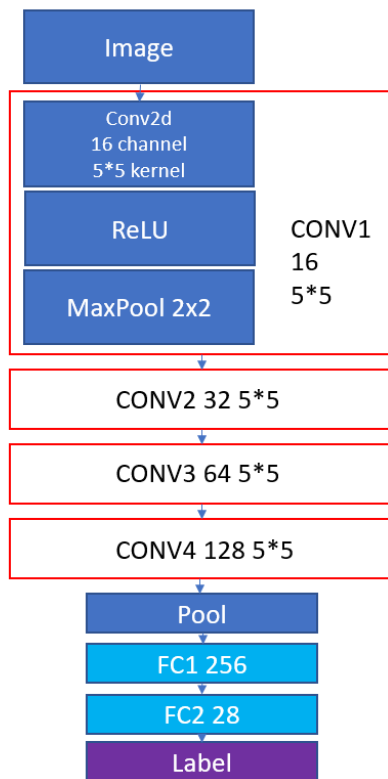 Image
Conv2d
16 channel
5*5 kernel
ReLU
MaxPool 2x2
CONV1
16
5*5
CONV2 32 5*5
CONV3 64 5*5
CONV4 128 5*5
Pool
FC1 256
FC2 28
Label